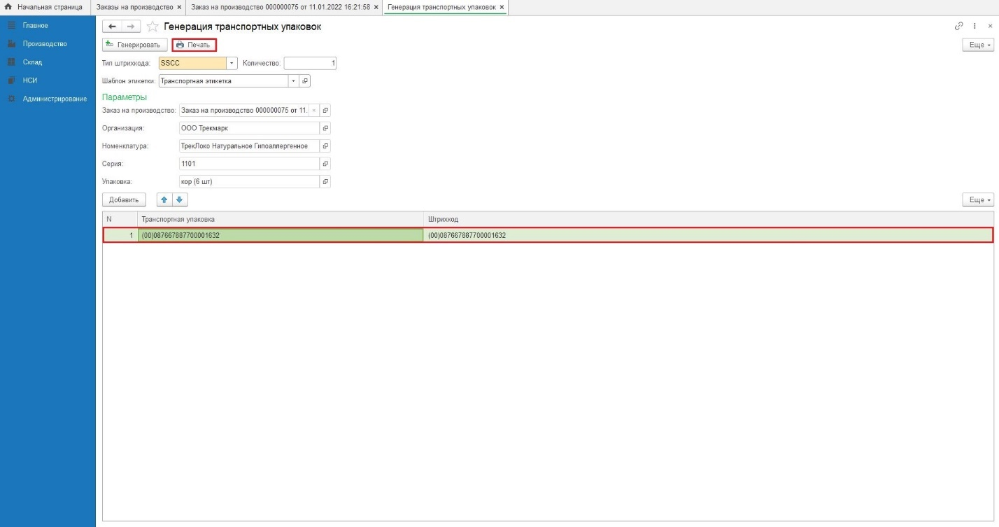 Начальная страница
Заказы на производство ×
Заказ на производство 000000075 от 11.01.2022 16:21:58 ×
Генерация транспортных упаковок ×
Главное
Производство
Склад
НСИ
Администрирование
Генерация транспортных упаковок
Генерировать Печать Еще
Тип штрихкода: SSCC Количество: 1
Шаблон этикетки: Транспортная этикетка
Параметры
Заказ на производство: Заказ на производство 000000075 от 11.
Организация: ООО Трекмарк
Номенклатура: ТрекЛоко Натуральное Гипоаллергенное
Серия: 1101
Упаковка: кор (6 шт)
Добавить Еще
N Транспортная упаковка Штрихкод
1 (00)087667887700001632 (00)087667887700001632